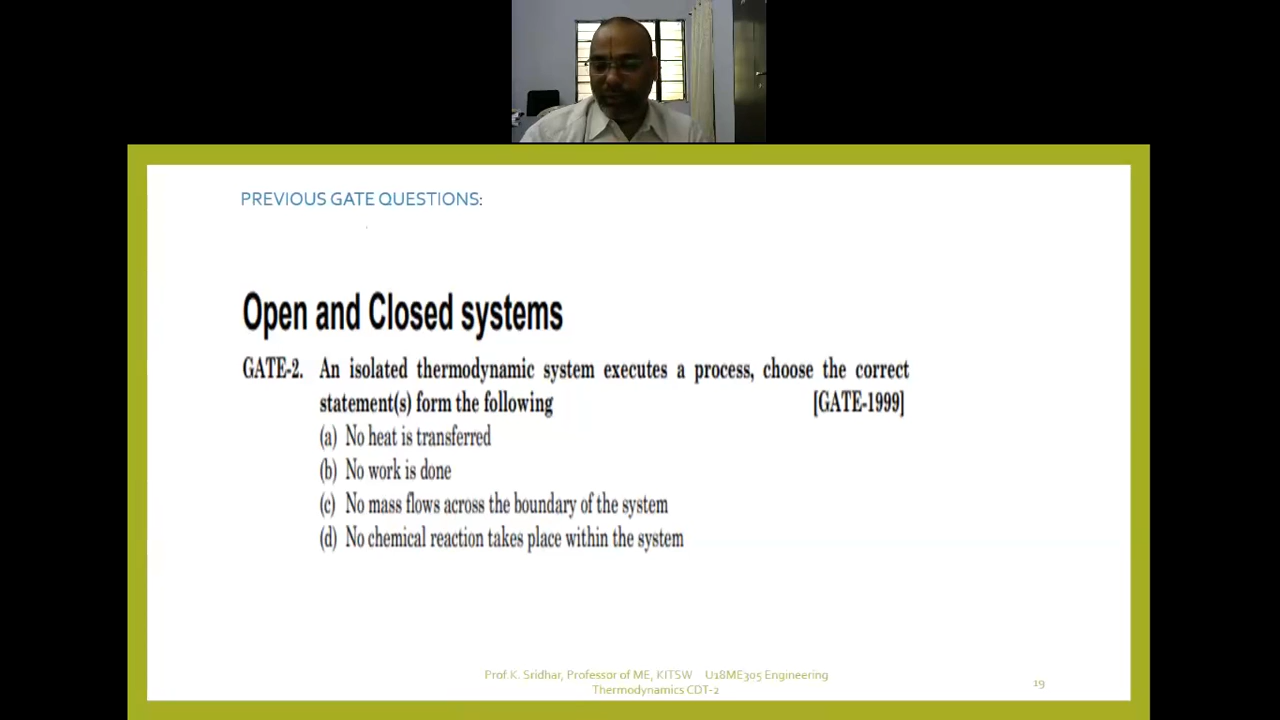 PREVIOUS GATE QUESTIONS:
Open and Closed systems
GATE-2. An isolated thermodynamic system executes a process, choose the correct
statement(s) form the following [GATE-1999]
(a) No heat is transferred
(b) No work is done
(c) No mass flows across the boundary of the system
(d) No chemical reaction takes place within the system
Prof.K. Sridhar, Professor of ME, KITSW U18ME305 Engineering
Thermodynamics CDT-2
19